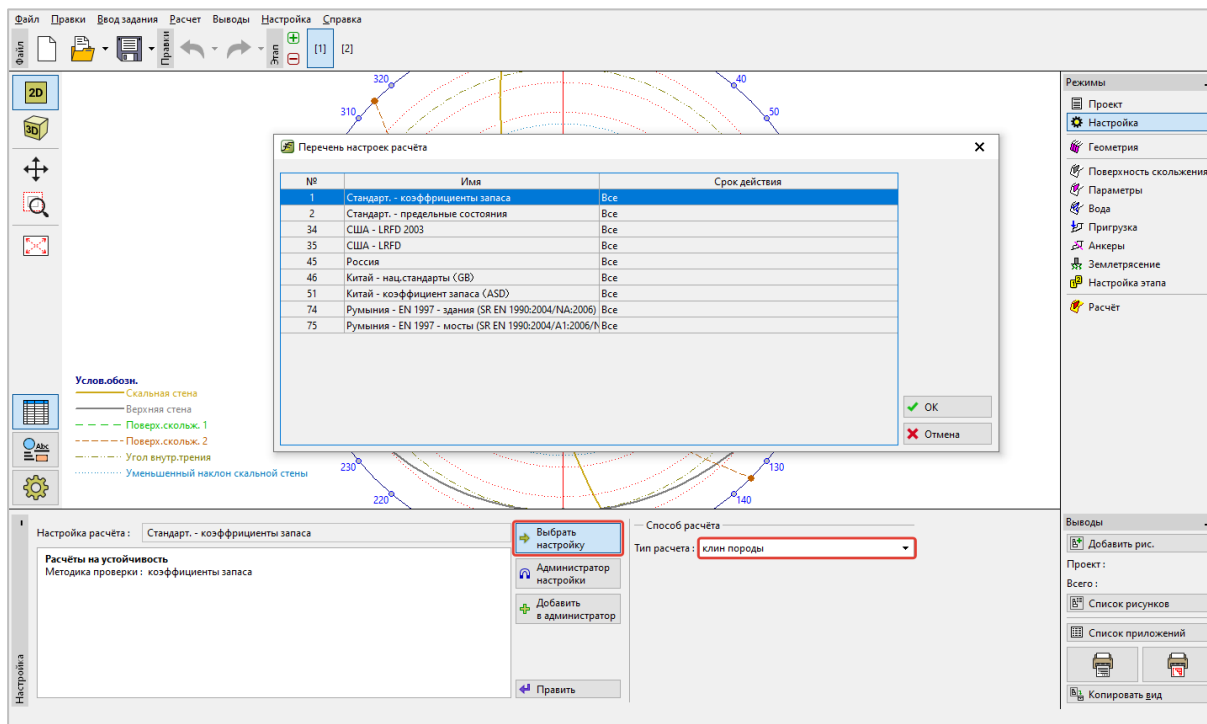 Файл Правки Ввод задания Расчет Выводы Настройка Справка
Файл
Правки
Этап
[1] [2]
2D
3D
320
40
310
50
230
130
220
140
Перечень настроек расчёта
№ Имя Срок действия
1 Стандарт. - коэффрициенты запаса Все
2 Стандарт. - предельные состояния Все
34 США - LRFD 2003 Все
35 США - LRFD Все
45 Россия Все
46 Китай - нац.стандарты (GB) Все
51 Китай - коэффициент запаса (ASD) Все
74 Румыния - EN 1997 - здания (SR EN 1990:2004/NA:2006) Все
75 Румыния - EN 1997 - мосты (SR EN 1990:2004/A1:2006/N Все
OK
Отмена
Услов.обозн.
Скальная стена
Верхняя стена
Поверх.скольж. 1
Поверх.скольж. 2
Угол внутр.трения
Уменьшенный наклон скальной стены
Abc
Режимы
Проект
Настройка
Геометрия
Поверхность скольжения
Параметры
Вода
Пригрузка
Анкеры
Землетрясение
Настройка этапа
Расчёт
Настройка
Настройка расчёта : Стандарт. - коэффрициенты запаса
Расчёты на устойчивость
Методика проверки : коэффициенты запаса
Выбрать
настройку
Администратор
настройки
Добавить
в администратор
Править
Способ расчёта
Тип расчета : клин породы
Выводы
Добавить рис.
Проект :
Всего :
Список рисунков
Список приложений
Копировать вид